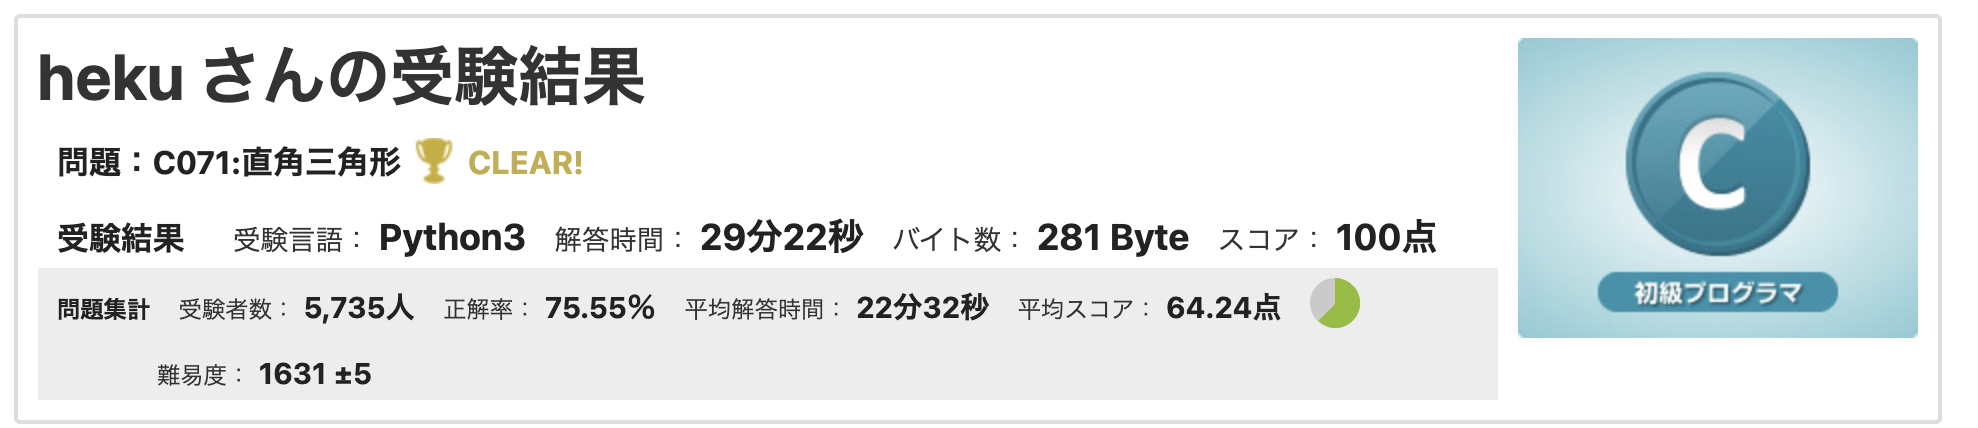 heku さんの受験結果
問題：C071:直角三角形 CLEAR!
受験結果 受験言語： Python3 解答時間： 29分22秒 バイト数： 281 Byte スコア： 100点
問題集計 受験者数： 5,735人 正解率： 75.55% 平均解答時間： 22分32秒 平均スコア： 64.24点
難易度： 1631 ±5
C
初級プログラマ